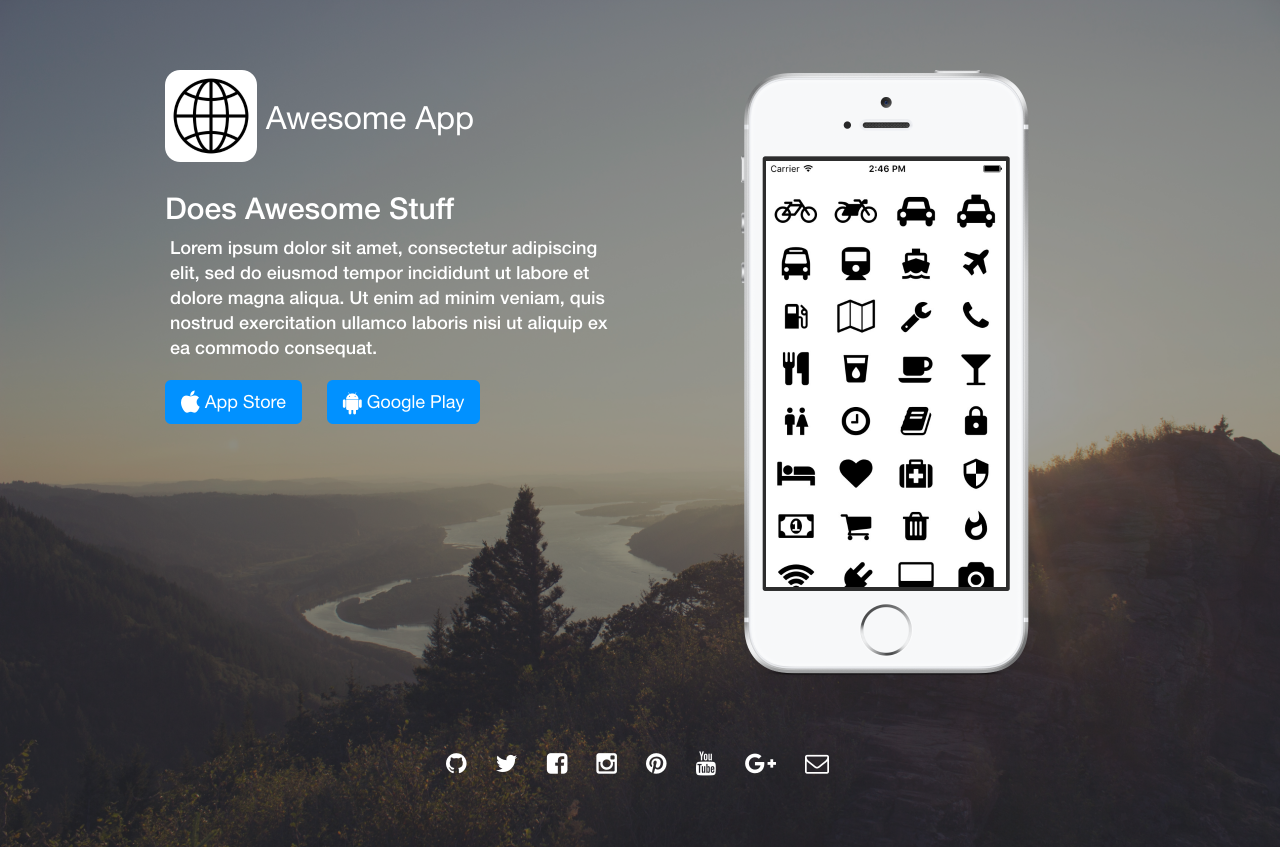 Awesome App
Does Awesome Stuff
Lorem ipsum dolor sit amet, consectetur adipiscing
elit, sed do eiusmod tempor incididunt ut labore et
dolore magna aliqua. Ut enim ad minim veniam, quis
nostrud exercitation ullamco laboris nisi ut aliquip ex
ea commodo consequat.
App Store
Google Play
Carrier 2:46 PM
1
You
Tube
G+